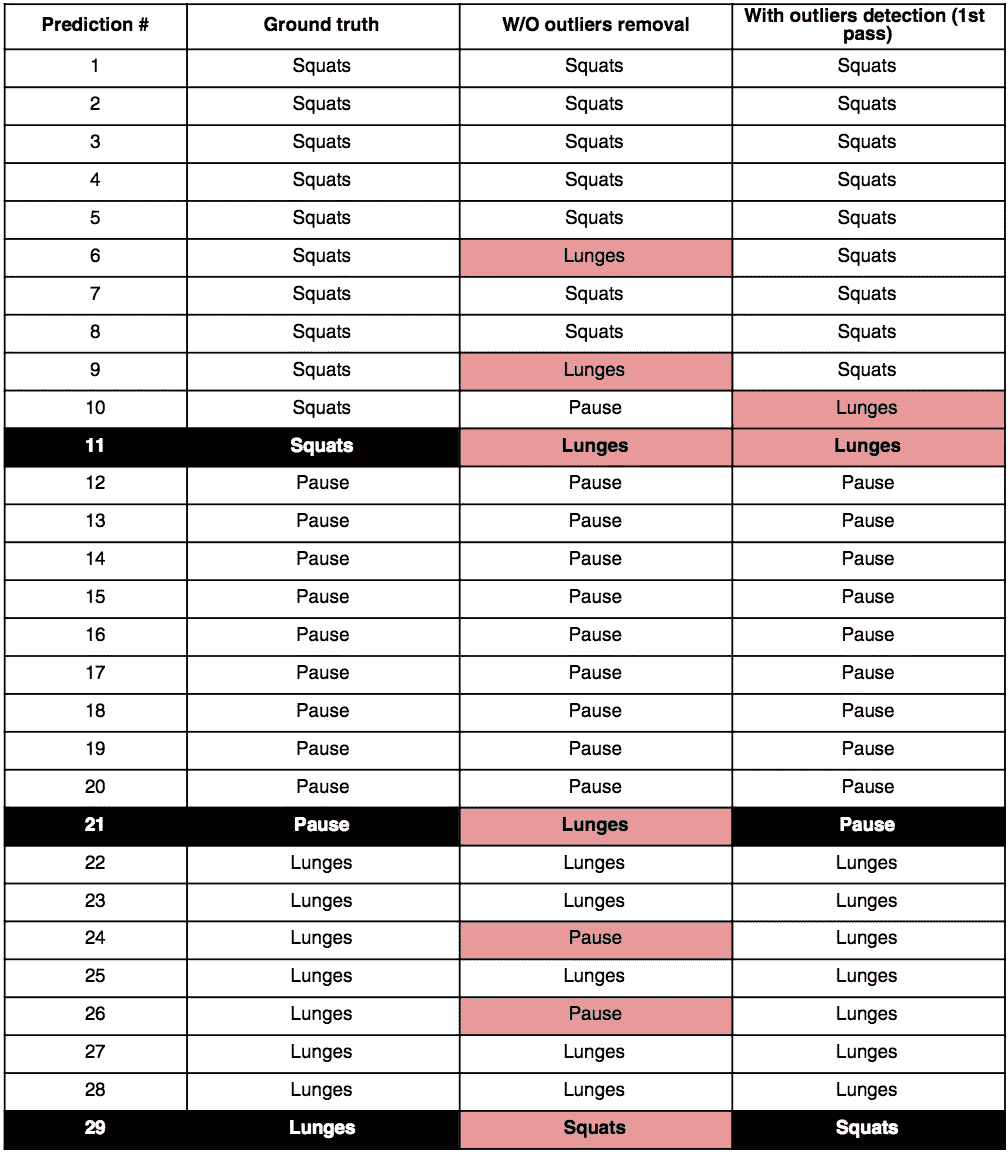 Prediction # Ground truth W/O outliers removal With outliers detection (1st
pass)
1 Squats Squats Squats
2 Squats Squats Squats
3 Squats Squats Squats
4 Squats Squats Squats
5 Squats Squats Squats
6 Squats Lunges Squats
7 Squats Squats Squats
8 Squats Squats Squats
9 Squats Lunges Squats
10 Squats Pause Lunges
11 Squats Lunges Lunges
12 Pause Pause Pause
13 Pause Pause Pause
14 Pause Pause Pause
15 Pause Pause Pause
16 Pause Pause Pause
17 Pause Pause Pause
18 Pause Pause Pause
19 Pause Pause Pause
20 Pause Pause Pause
21 Pause Lunges Pause
22 Lunges Lunges Lunges
23 Lunges Lunges Lunges
24 Lunges Pause Lunges
25 Lunges Lunges Lunges
26 Lunges Pause Lunges
27 Lunges Lunges Lunges
28 Lunges Lunges Lunges
29 Lunges Squats Squats